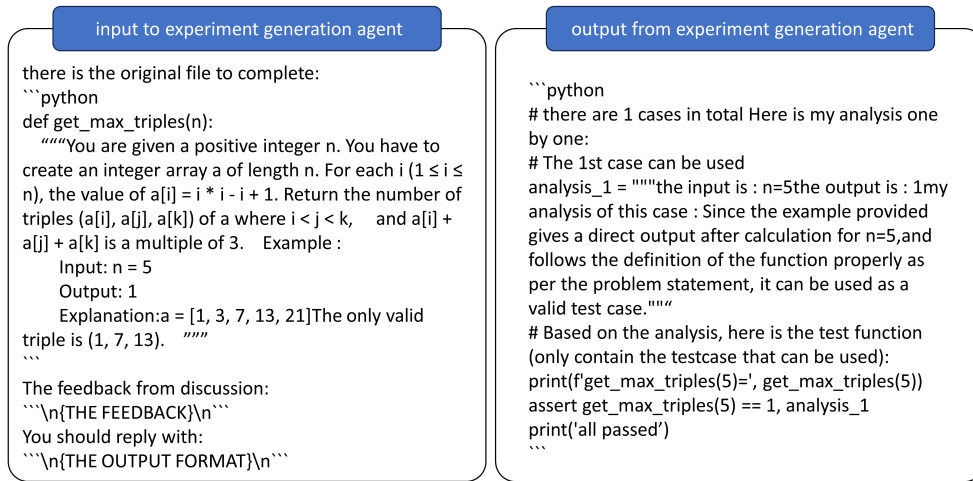 input to experiment generation agent
there is the original file to complete:
```python
def get_max_triples(n):
“““You are given a positive integer n. You have to
create an integer array a of length n. For each i (1 ≤ i ≤
n), the value of a[i] = i * i - i + 1. Return the number of
triples (a[i], a[j], a[k]) of a where i < j < k, and a[i] +
a[j] + a[k] is a multiple of 3. Example :
Input: n = 5
Output: 1
Explanation:a = [1, 3, 7, 13, 21]The only valid
triple is (1, 7, 13). ”””
```
The feedback from discussion:
```\n{THE FEEDBACK}\n```
You should reply with:
```\n{THE OUTPUT FORMAT}\n```
output from experiment generation agent
```python
# there are 1 cases in total Here is my analysis one
by one:
# The 1st case can be used
analysis_1 = """the input is : n=5the output is : 1my
analysis of this case : Since the example provided
gives a direct output after calculation for n=5,and
follows the definition of the function properly as
per the problem statement, it can be used as a
valid test case.""“
# Based on the analysis, here is the test function
(only contain the testcase that can be used):
print(f'get_max_triples(5)=', get_max_triples(5))
assert get_max_triples(5) == 1, analysis_1
print('all passed’)
```